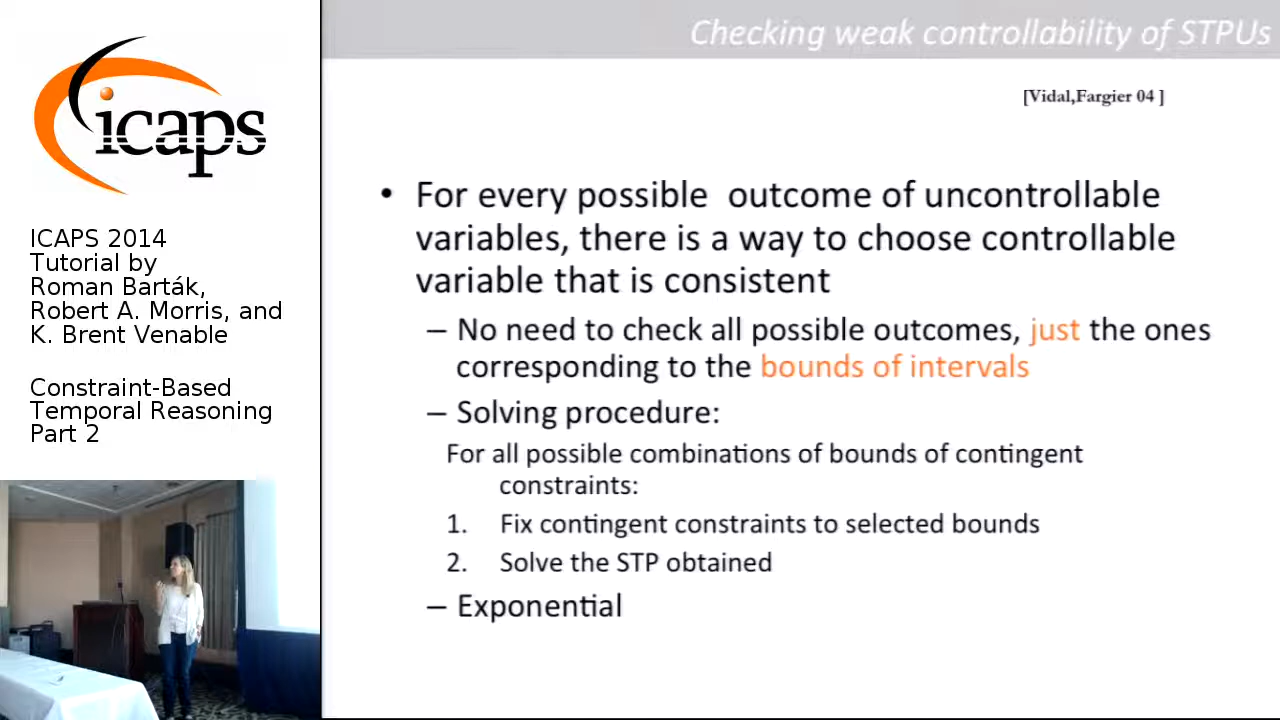 icaps
ICAPS 2014
Tutorial by
Roman Barták,
Robert A. Morris, and
K. Brent Venable
Constraint-Based
Temporal Reasoning
Part 2
Checking weak controllability of STPUs
[Vidal,Fargier 04 ]
• For every possible outcome of uncontrollable
variables, there is a way to choose controllable
variable that is consistent
– No need to check all possible outcomes, just the ones
corresponding to the bounds of intervals
– Solving procedure:
For all possible combinations of bounds of contingent
constraints:
1. Fix contingent constraints to selected bounds
2. Solve the STP obtained
– Exponential